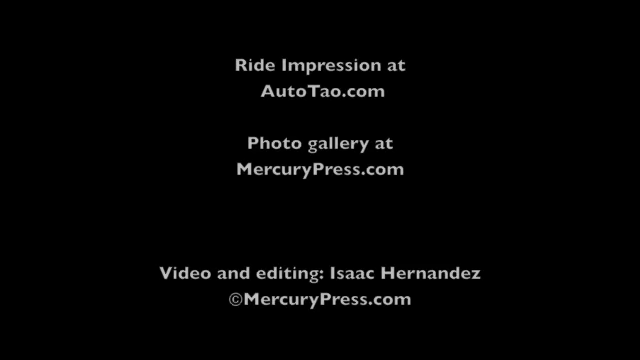 Ride Impression at
AutoTao.com
Photo gallery at
MercuryPress.com
Video and editing: Isaac Hernandez
©MercuryPress.com